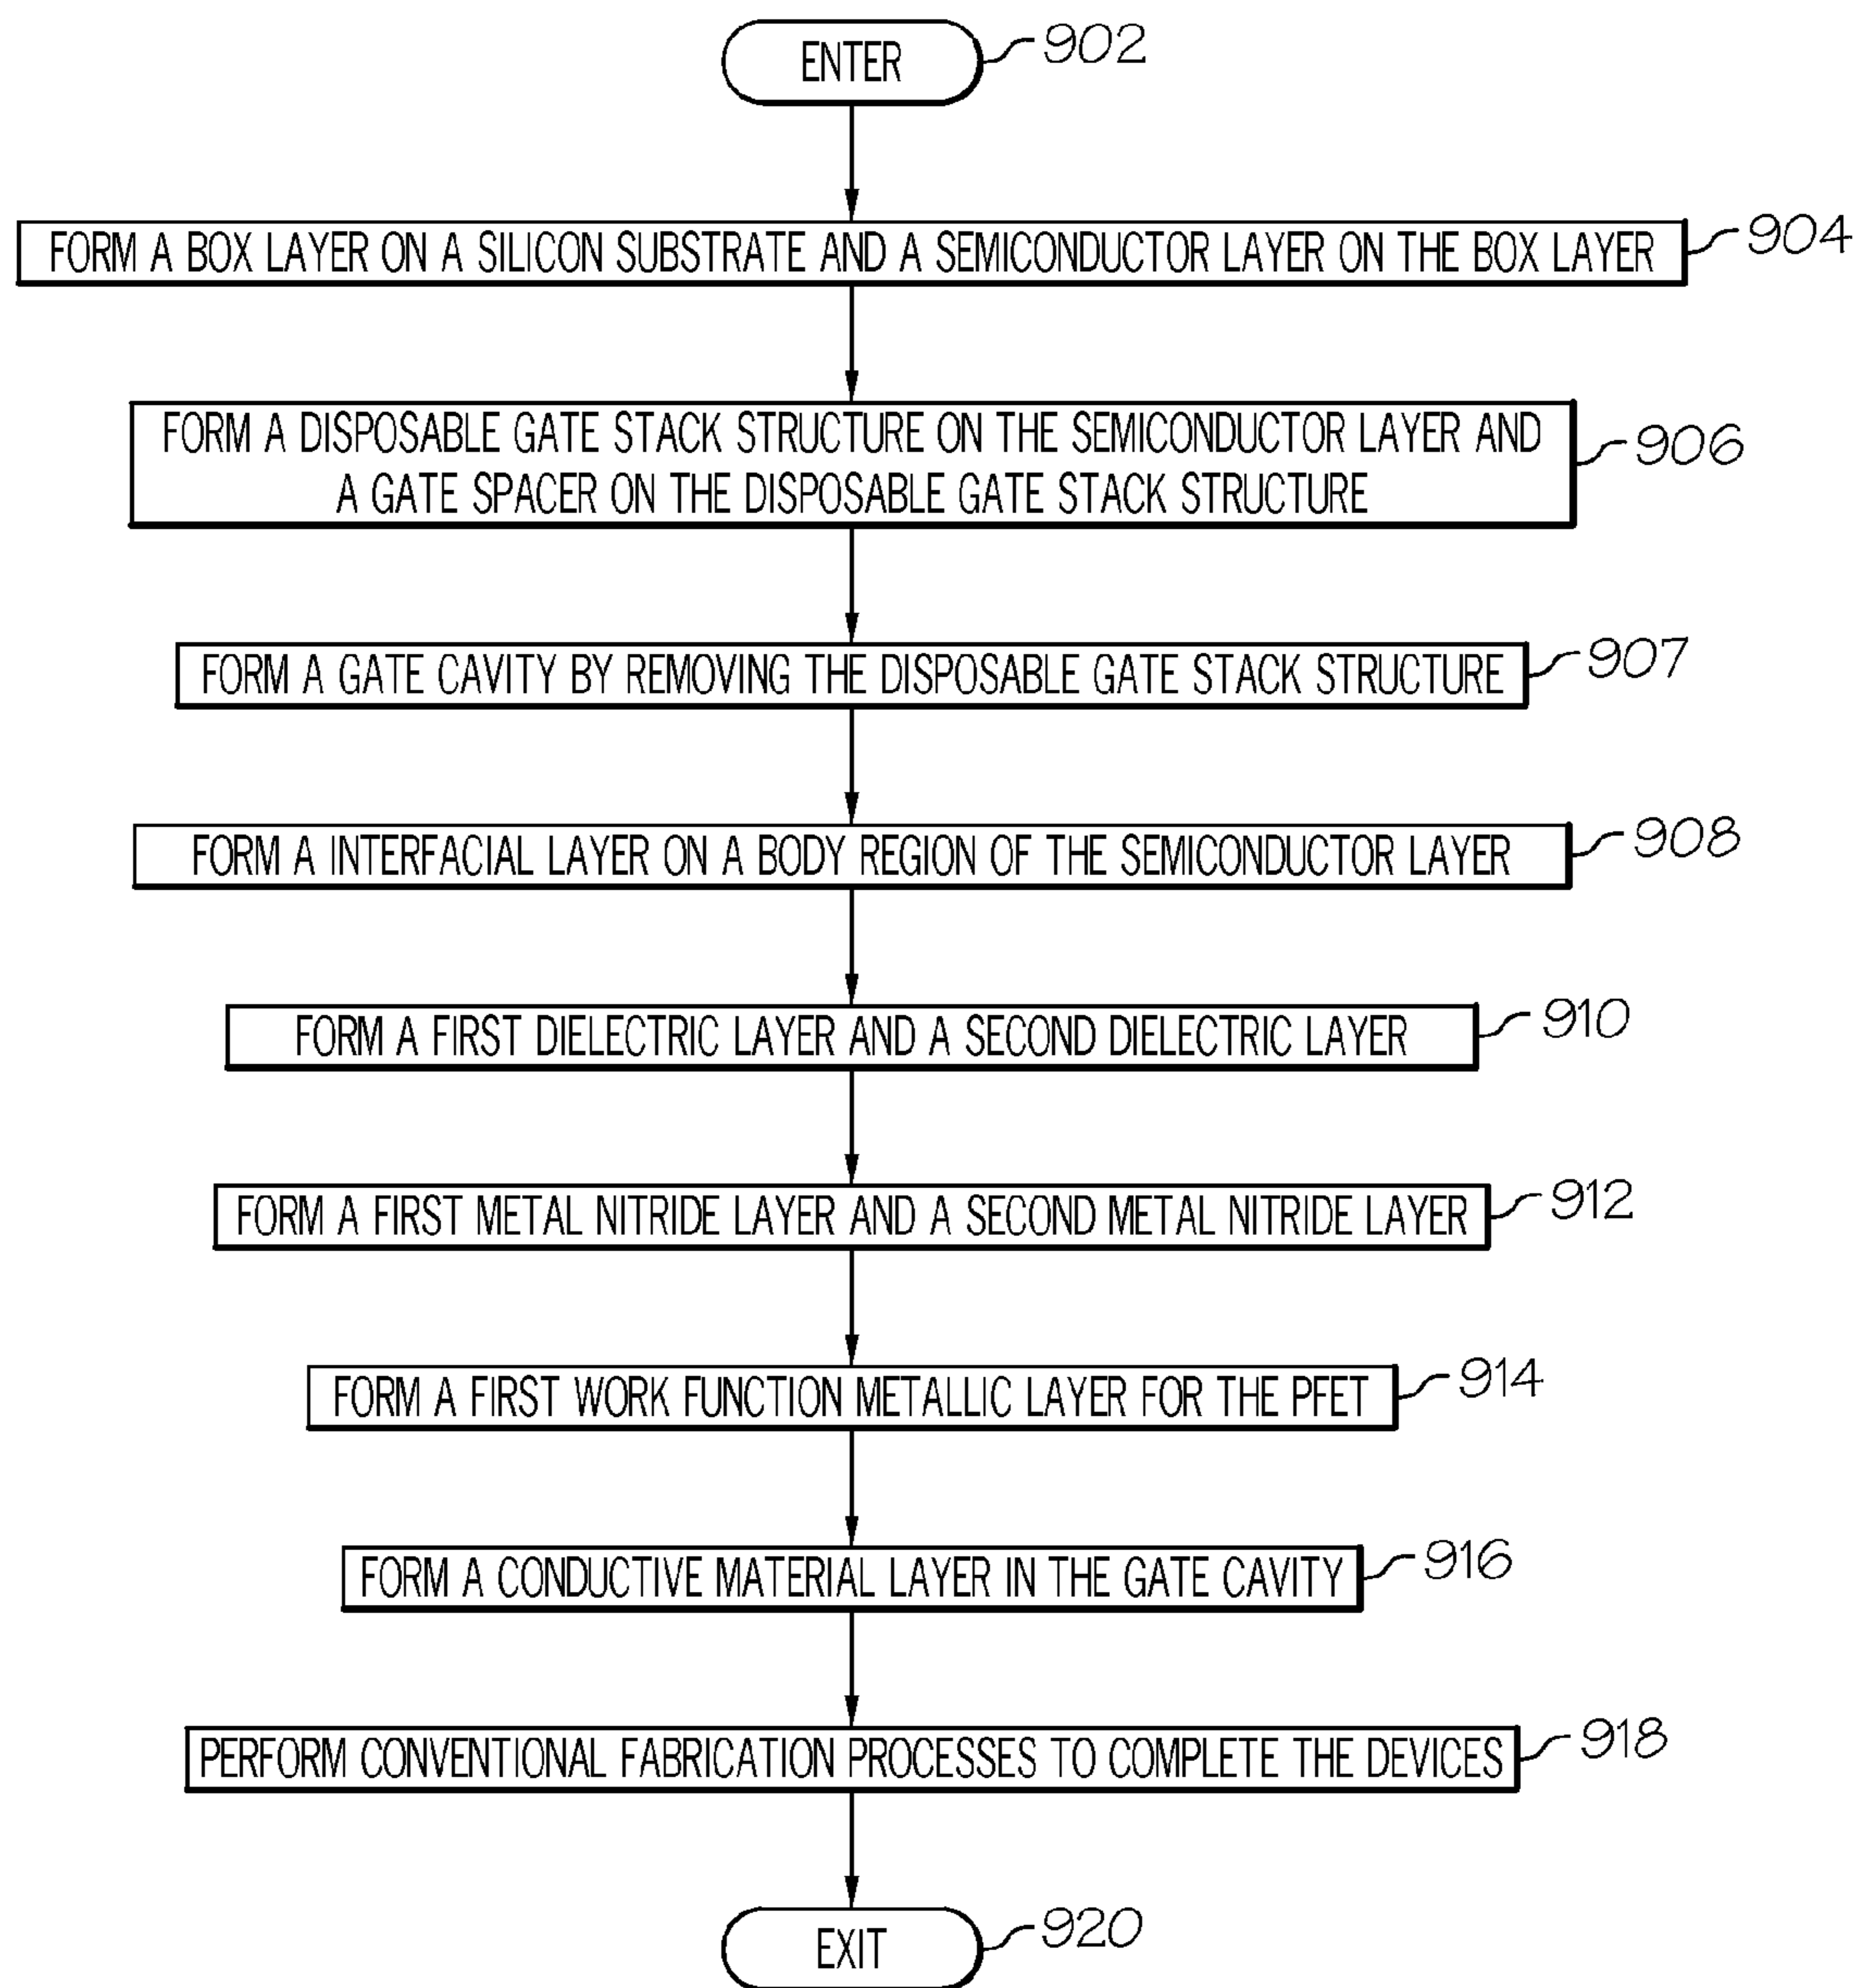 ENTER
902
FORM A BOX LAYER ON A SILICON SUBSTRATE AND A SEMICONDUCTOR LAYER ON THE BOX LAYER
904
FORM A DISPOSABLE GATE STACK STRUCTURE ON THE SEMICONDUCTOR LAYER AND
A GATE SPACER ON THE DISPOSABLE GATE STACK STRUCTURE
906
FORM A GATE CAVITY BY REMOVING THE DISPOSABLE GATE STACK STRUCTURE
907
FORM A INTERFACIAL LAYER ON A BODY REGION OF THE SEMICONDUCTOR LAYER
908
FORM A FIRST DIELECTRIC LAYER AND A SECOND DIELECTRIC LAYER
910
FORM A FIRST METAL NITRIDE LAYER AND A SECOND METAL NITRIDE LAYER
912
FORM A FIRST WORK FUNCTION METALLIC LAYER FOR THE PFET
914
FORM A CONDUCTIVE MATERIAL LAYER IN THE GATE CAVITY
916
PERFORM CONVENTIONAL FABRICATION PROCESSES TO COMPLETE THE DEVICES
918
EXIT
920